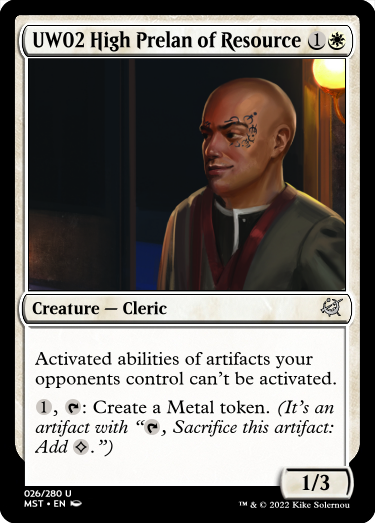 UW02 High Prelan of Resource 1
Creature — Cleric
Activated abilities of artifacts your
opponents control can't be activated.
1, : Create a Metal token. (It's an
artifact with “, Sacrifice this artifact:
Add .”)
1/3
026/280 U
MST • EN
™ & © 2022 Kike Solernou